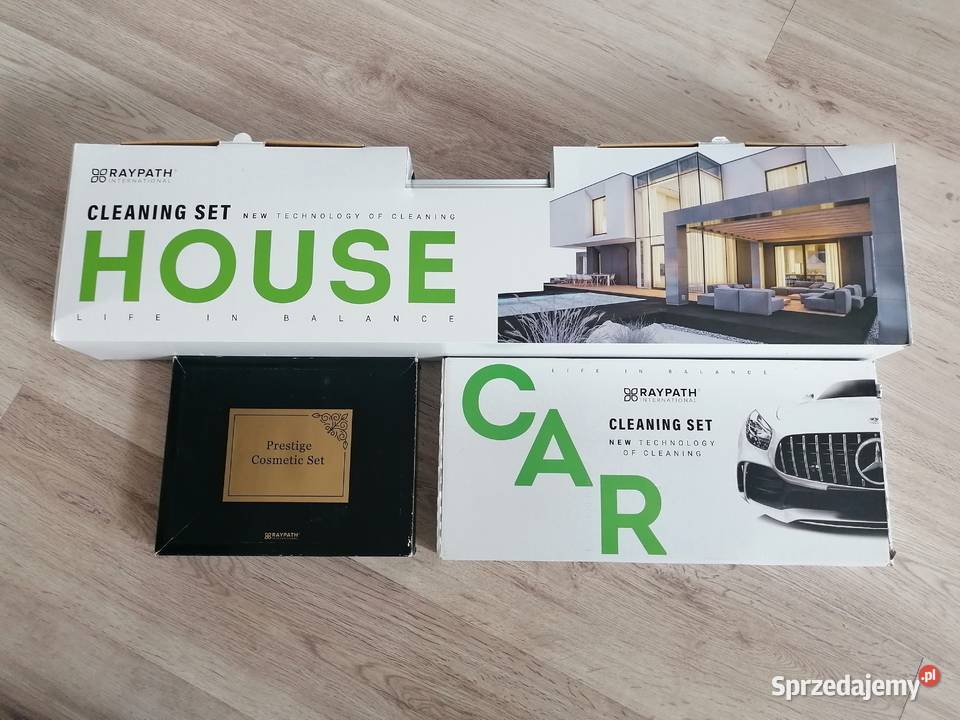 RAYPATH®
INTERNATIONAL
CLEANING SET NEW TECHNOLOGY OF CLEANING
HOUSE
LIFE IN BALANCE
Prestige
Cosmetic Set
RAYPATH®
LIFE IN BALANCE
RAYPATH®
INTERNATIONAL
CLEANING SET
NEW TECHNOLOGY
OF CLEANING
CAR
Sprzedajemy.pl